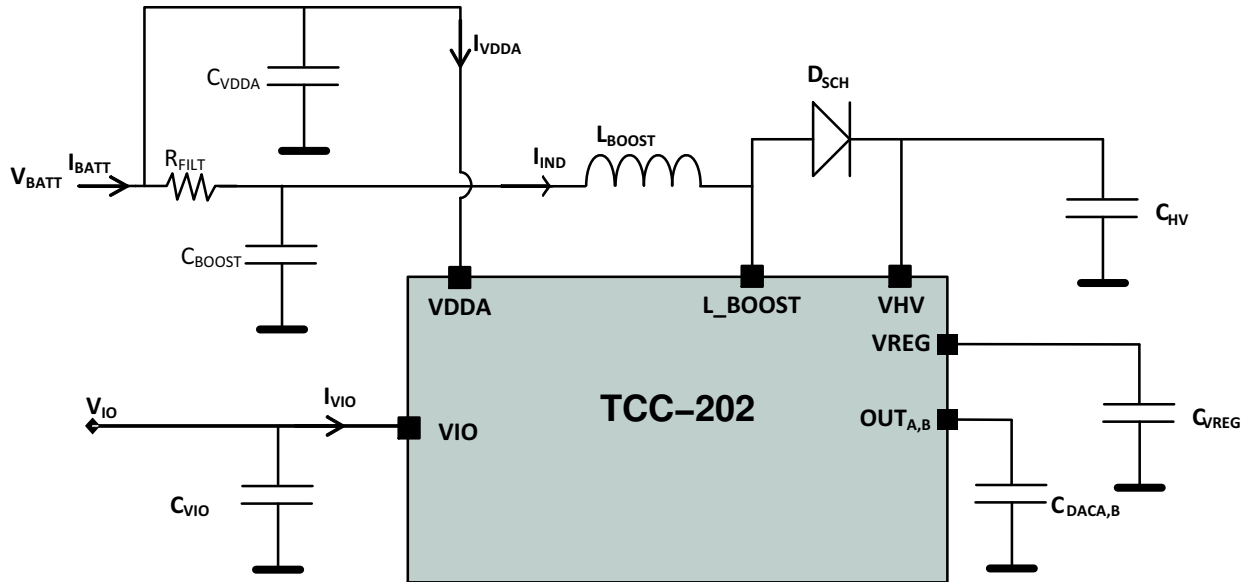 I_VDDA
C_VDDA
D_SCH
L_BOOST
I_BATT
R_FILT
I_IND
V_BATT
C_HV
C_BOOST
VDDA
L_BOOST
VHV
VREG
TCC–202
I_VIO
V_IO
OUT_A,B
VIO
C_VREG
C_VIO
C_DACA,B